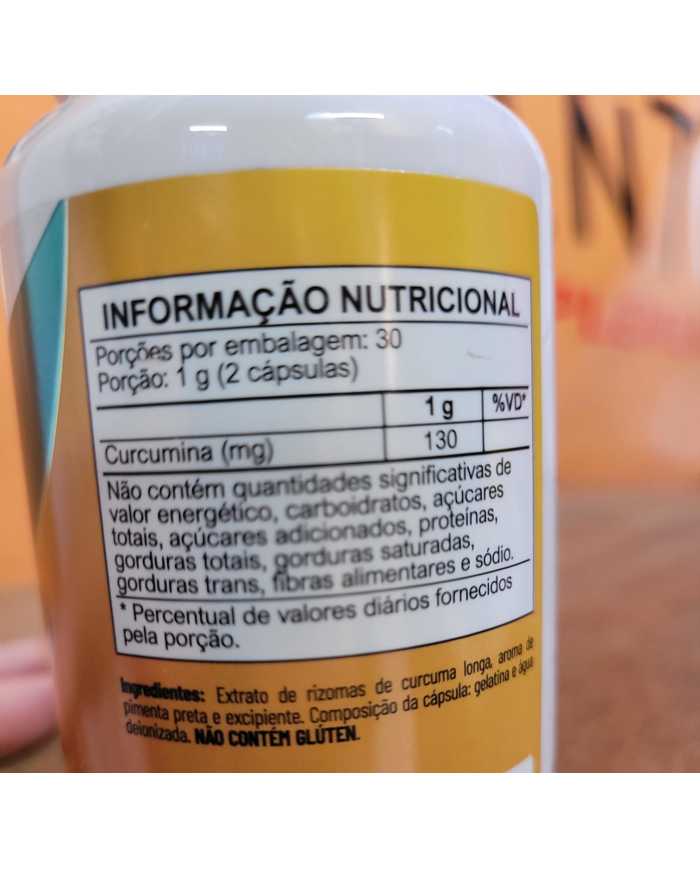 INFORMAÇÃO NUTRICIONAL
Porções por embalagem: 30
Porção: 1 g (2 cápsulas)
1 g %VD*
Curcumina (mg) 130
Não contém quantidades significativas de
valor energético, carboidratos, açúcares
totais, açúcares adicionados, proteínas,
gorduras totais, gorduras saturadas,
gorduras trans, fibras alimentares e sódio.
* Percentual de valores diários fornecidos
pela porção.
Ingredientes: Extrato de rizomas de curcuma longa, aroma de
pimenta preta e excipiente. Composição da cápsula: gelatina e água
deionizada. NÃO CONTÉM GLÚTEN.